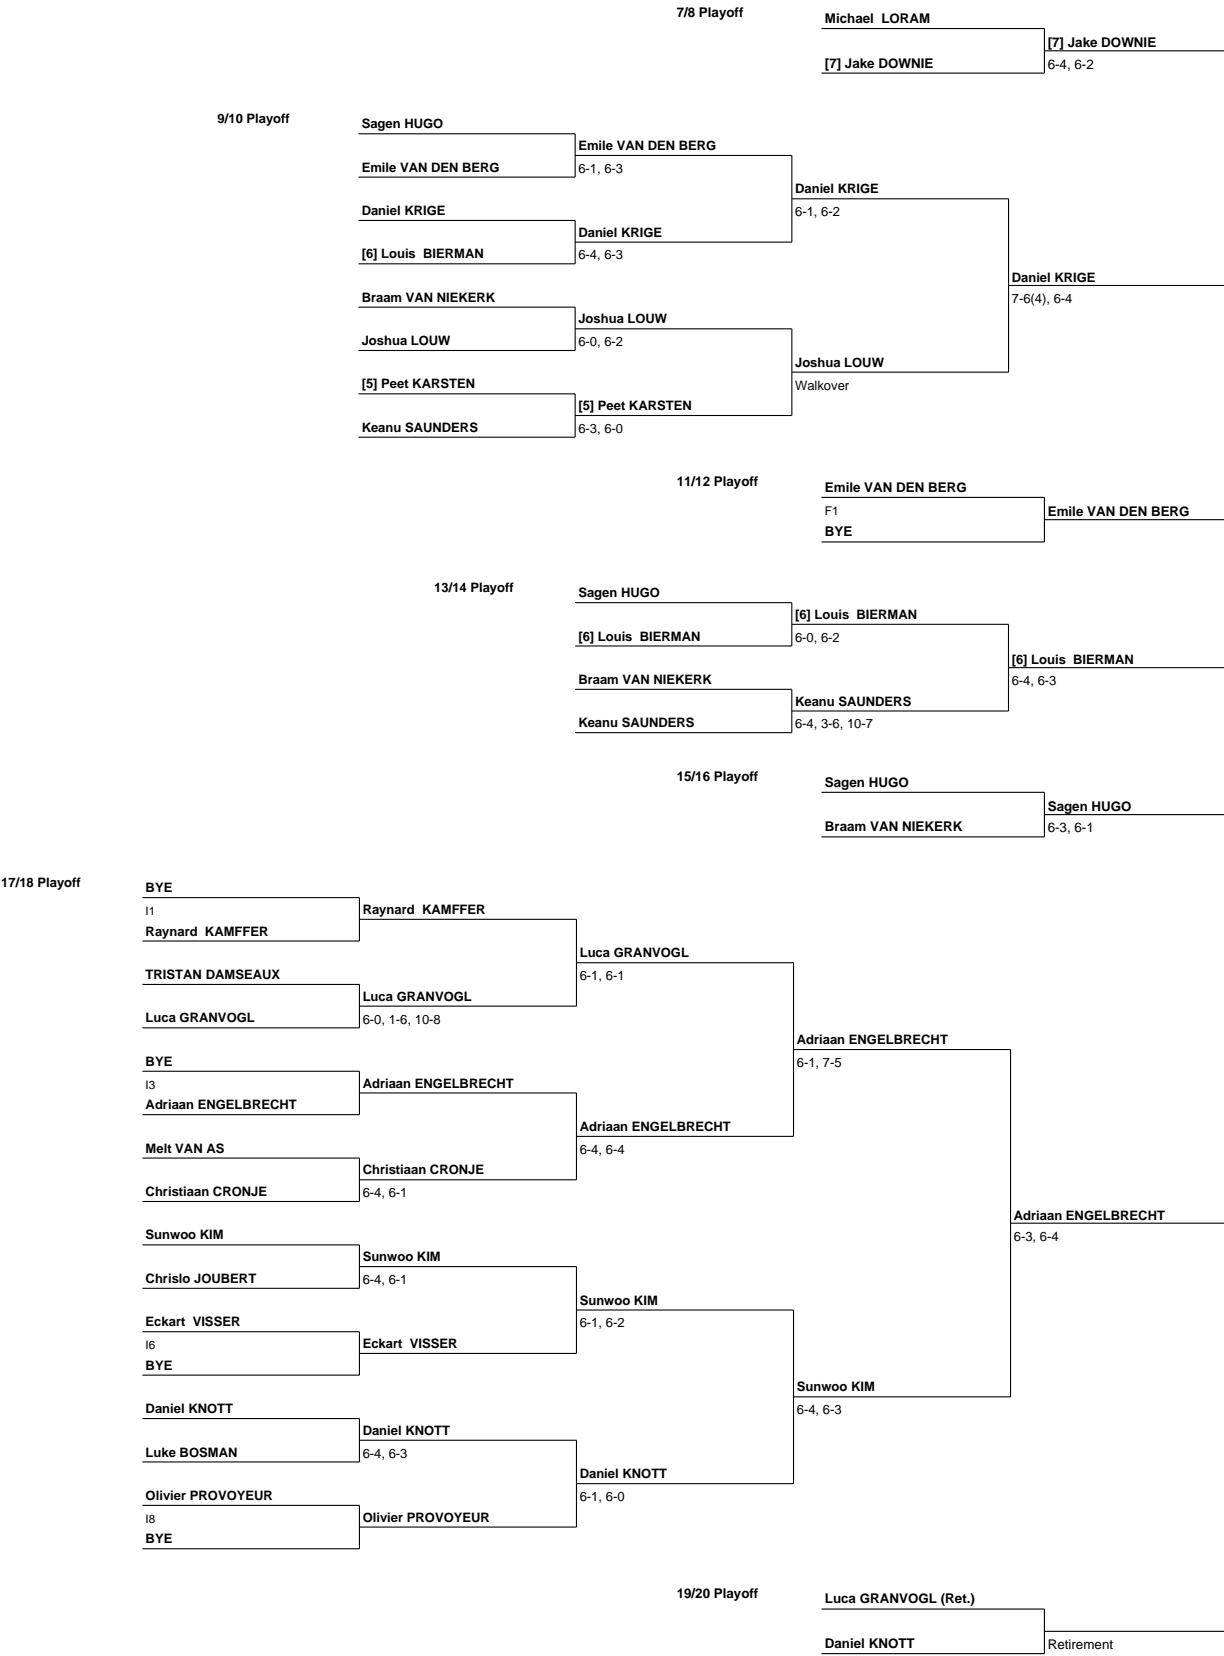 7/8 Playoff
Michael LORAM
[7] Jake DOWNIE
[7] Jake DOWNIE
6-4, 6-2
9/10 Playoff
Sagen HUGO
Emile VAN DEN BERG
Emile VAN DEN BERG
6-1, 6-3
Daniel KRIGE
6-1, 6-2
Daniel KRIGE
Daniel KRIGE
[6] Louis BIERMAN
6-4, 6-3
Daniel KRIGE
7-6(4), 6-4
Braam VAN NIEKERK
Joshua LOUW
Joshua LOUW
6-0, 6-2
Joshua LOUW
Walkover
[5] Peet KARSTEN
[5] Peet KARSTEN
Keanu SAUNDERS
6-3, 6-0
11/12 Playoff
Emile VAN DEN BERG
F1
Emile VAN DEN BERG
BYE
13/14 Playoff
Sagen HUGO
[6] Louis BIERMAN
[6] Louis BIERMAN
6-0, 6-2
[6] Louis BIERMAN
6-4, 6-3
Braam VAN NIEKERK
Keanu SAUNDERS
Keanu SAUNDERS
6-4, 3-6, 10-7
15/16 Playoff
Sagen HUGO
Sagen HUGO
Braam VAN NIEKERK
6-3, 6-1
17/18 Playoff
BYE
I1
Raynard KAMFFER
Raynard KAMFFER
Luca GRANVOGL
6-1, 6-1
TRISTAN DAMSEAUX
Luca GRANVOGL
Luca GRANVOGL
6-0, 1-6, 10-8
Adriaan ENGELBRECHT
6-1, 7-5
BYE
I3
Adriaan ENGELBRECHT
Adriaan ENGELBRECHT
Adriaan ENGELBRECHT
6-4, 6-4
Melt VAN AS
Christiaan CRONJE
Christiaan CRONJE
6-4, 6-1
Adriaan ENGELBRECHT
6-3, 6-4
Sunwoo KIM
Sunwoo KIM
Chrislo JOUBERT
6-4, 6-1
Sunwoo KIM
6-1, 6-2
Eckart VISSER
I6
Eckart VISSER
BYE
Sunwoo KIM
6-4, 6-3
Daniel KNOTT
Daniel KNOTT
Luke BOSMAN
6-4, 6-3
Daniel KNOTT
6-1, 6-0
Olivier PROVOYEUR
I8
Olivier PROVOYEUR
BYE
19/20 Playoff
Luca GRANVOGL (Ret.)
Daniel KNOTT
Retirement